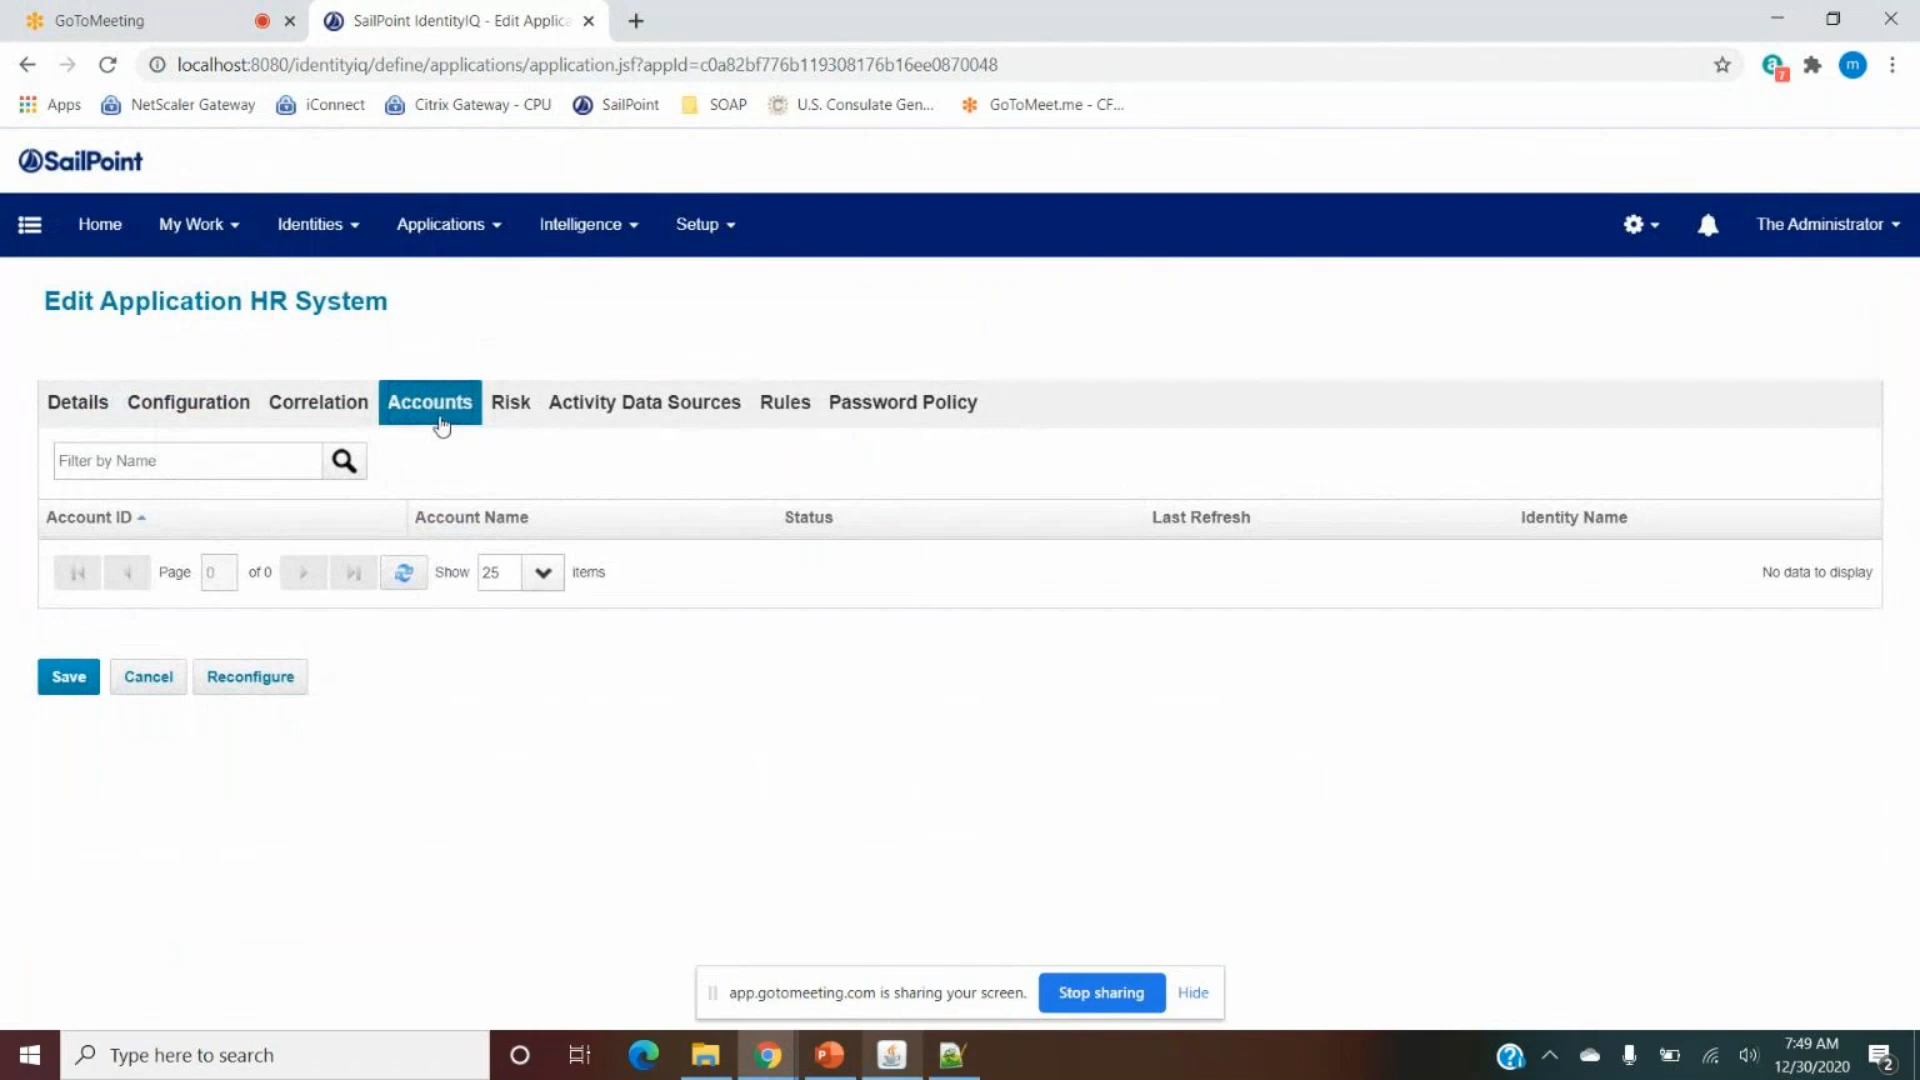 GoToMeeting
SailPoint IdentityIQ - Edit Applica
localhost:8080/identityiq/define/applications/application.jsf?appId=c0a82bf776b119308176b16ee0870048
a 7
m
Apps NetScaler Gateway iConnect Citrix Gateway - CPU SailPoint SOAP U.S. Consulate Gen... GoToMeet.me - CF...
SailPoint
Home My Work Identities Applications Intelligence Setup The Administrator
Edit Application HR System
Details Configuration Correlation Accounts Risk Activity Data Sources Rules Password Policy
Filter by Name
Account ID Account Name Status Last Refresh Identity Name
Page 0 of 0 Show 25 items No data to display
Save Cancel Reconfigure
app.gotomeeting.com is sharing your screen. Stop sharing Hide
Type here to search
7:49 AM
12/30/2020
2